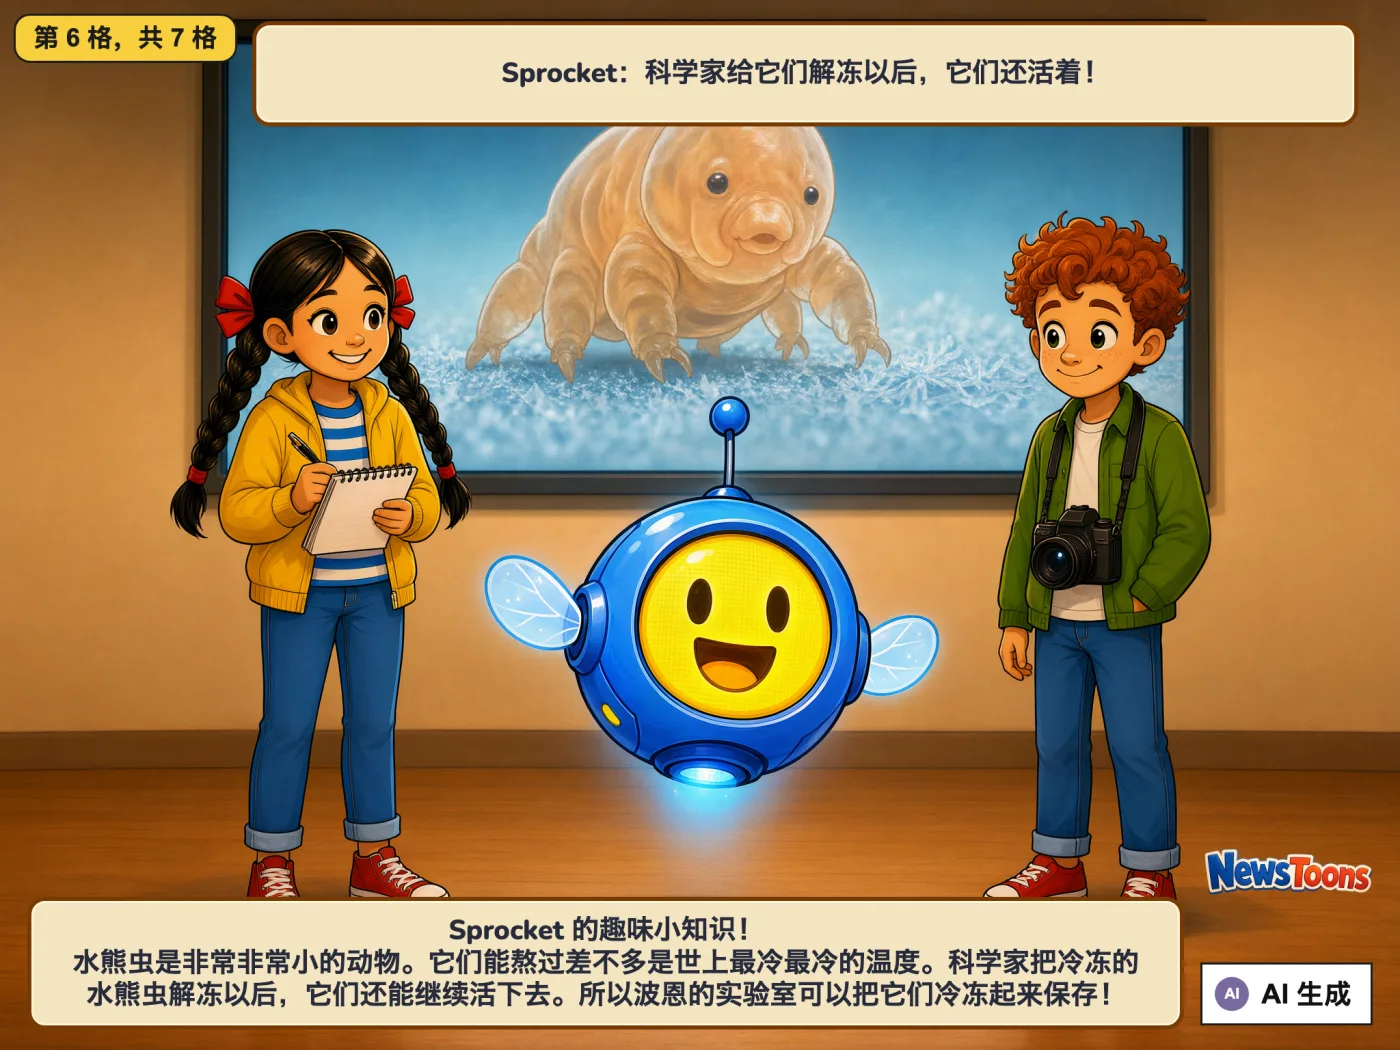 第 6 格，共 7 格
Sprocket：科学家给它们解冻以后，它们还活着！
NewsToons
Sprocket 的趣味小知识！
水熊虫是非常非常小的动物。它们能熬过差不多是世上最冷最冷的温度。科学家把冷冻的
水熊虫解冻以后，它们还能继续活下去。所以波恩的实验室可以把它们冷冻起来保存！
AI AI 生成